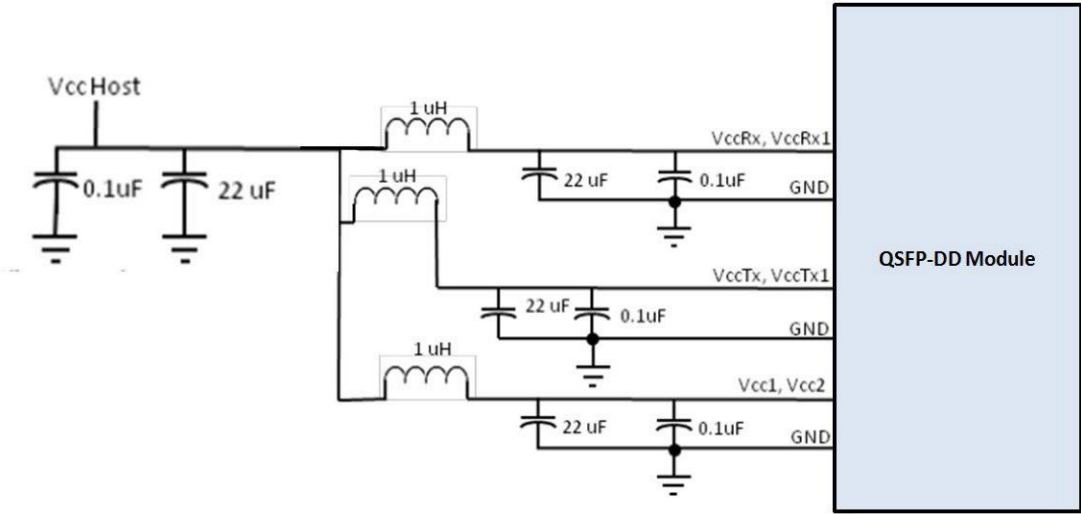 VccHost
0.1uF
22 uF
1 uH
VccRx, VccRx1
22 uF
0.1uF
GND
1 uH
VccTx, VccTx1
22 uF
0.1uF
GND
1 uH
Vcc1, Vcc2
22 uF
0.1uF
GND
QSFP-DD Module